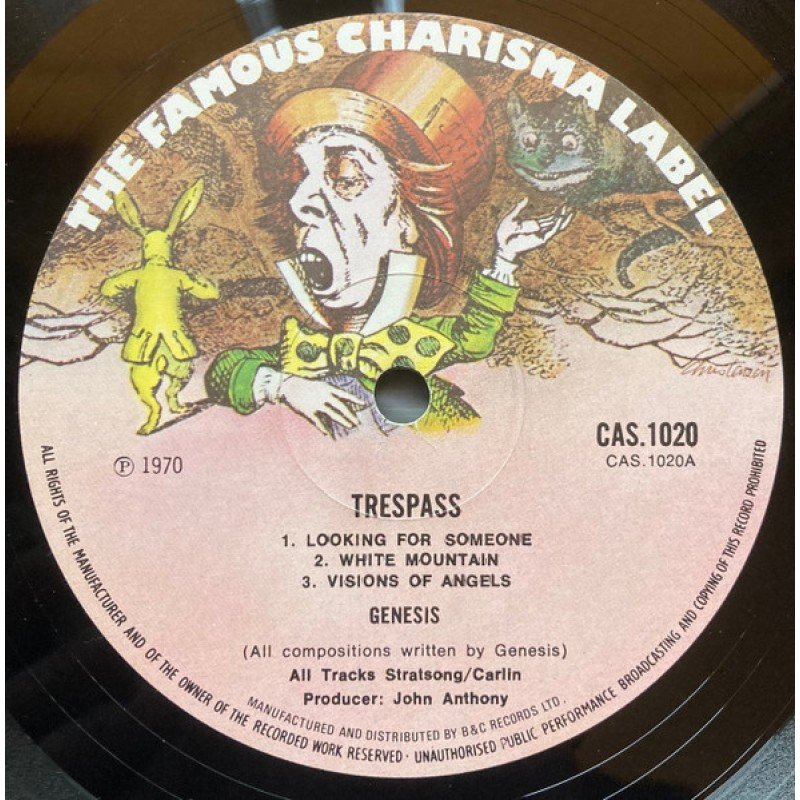 THE FAMOUS CHARISMA LABEL
Christensen
℗ 1970
CAS.1020
CAS.1020A
TRESPASS
1. LOOKING FOR SOMEONE
2. WHITE MOUNTAIN
3. VISIONS OF ANGELS
GENESIS
(All compositions written by Genesis)
All Tracks Stratsong/Carlin
Producer: John Anthony
MANUFACTURED AND DISTRIBUTED BY B&C RECORDS LTD.
ALL RIGHTS OF THE MANUFACTURER AND OF THE OWNER OF THE RECORDED WORK RESERVED · UNAUTHORISED PUBLIC PERFORMANCE BROADCASTING AND COPYING OF THIS RECORD PROHIBITED